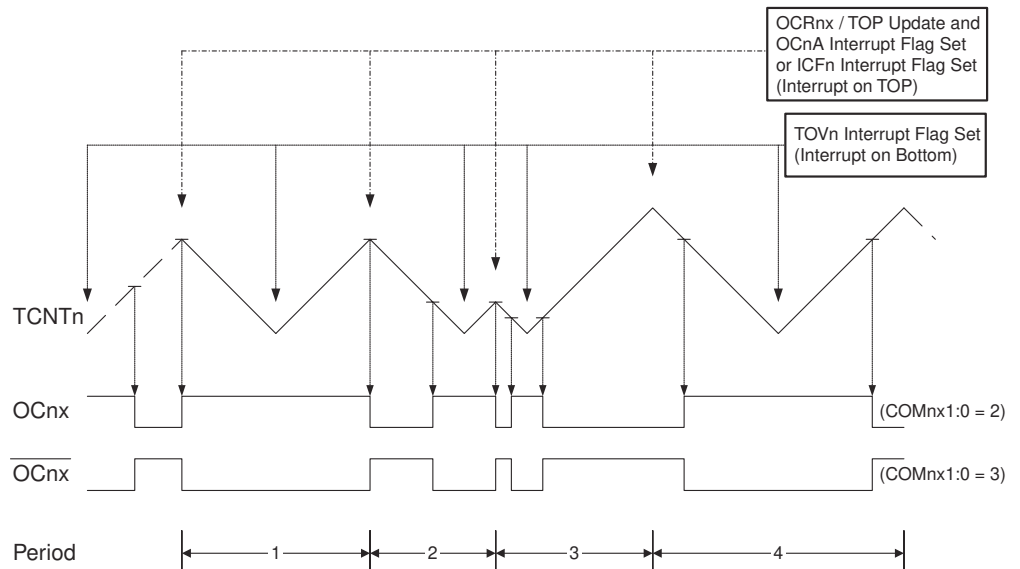 OCRnx / TOP Update and
OCnA Interrupt Flag Set
or ICFn Interrupt Flag Set
(Interrupt on TOP)
TOVn Interrupt Flag Set
(Interrupt on Bottom)
TCNTn
OCnx
(COMnx1:0 = 2)
OCnx
(COMnx1:0 = 3)
Period
1
2
3
4